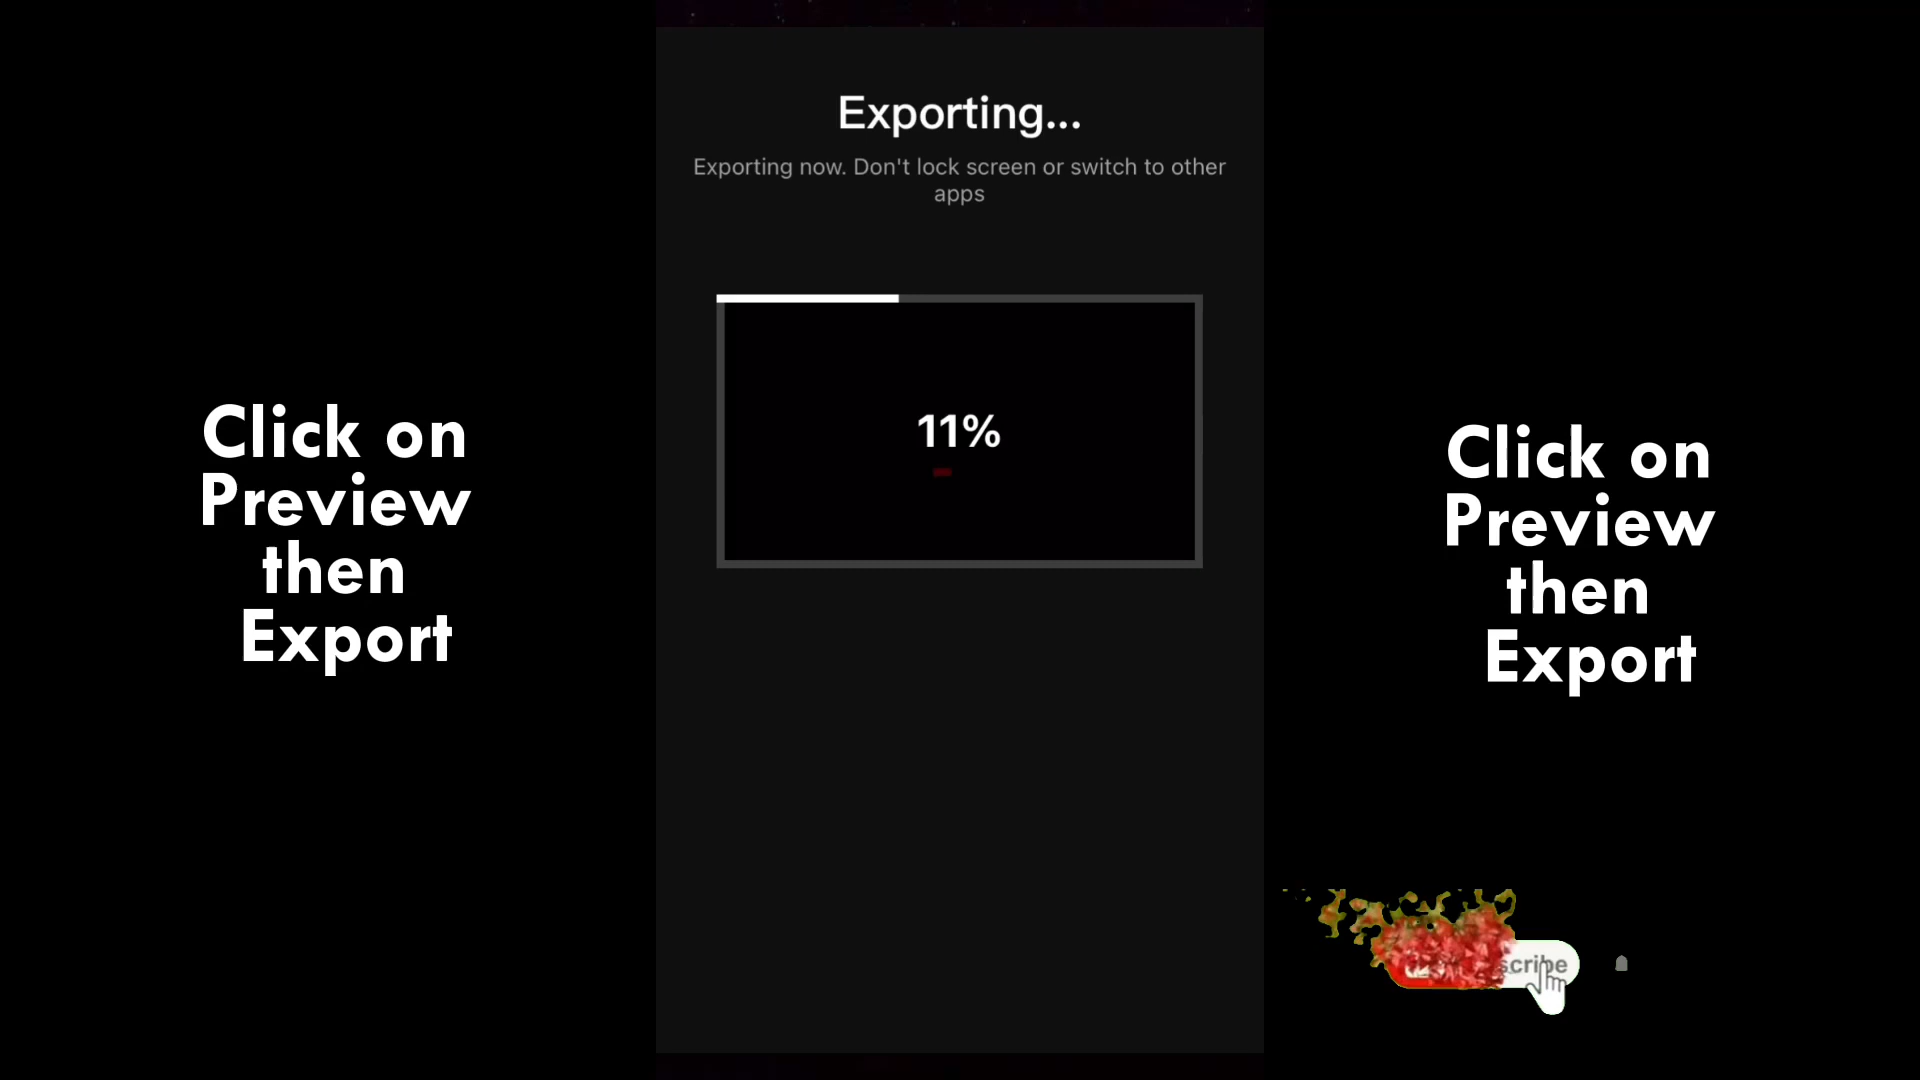 Exporting...
Exporting now. Don't lock screen or switch to other
apps
11%
Click on
Preview
then
Export
Click on
Preview
then
Export